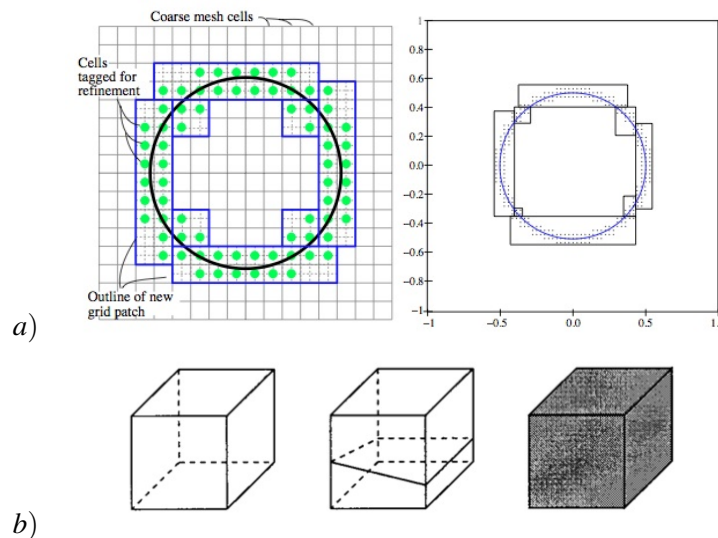 Coarse mesh cells
Cells
tagged for
refinement
Outline of new
grid patch
1
0.8
0.6
0.4
0.2
0.0
−0.2
−0.4
−0.6
−0.8
−1
−1
−0.5
0.0
0.5
1.
a)
b)